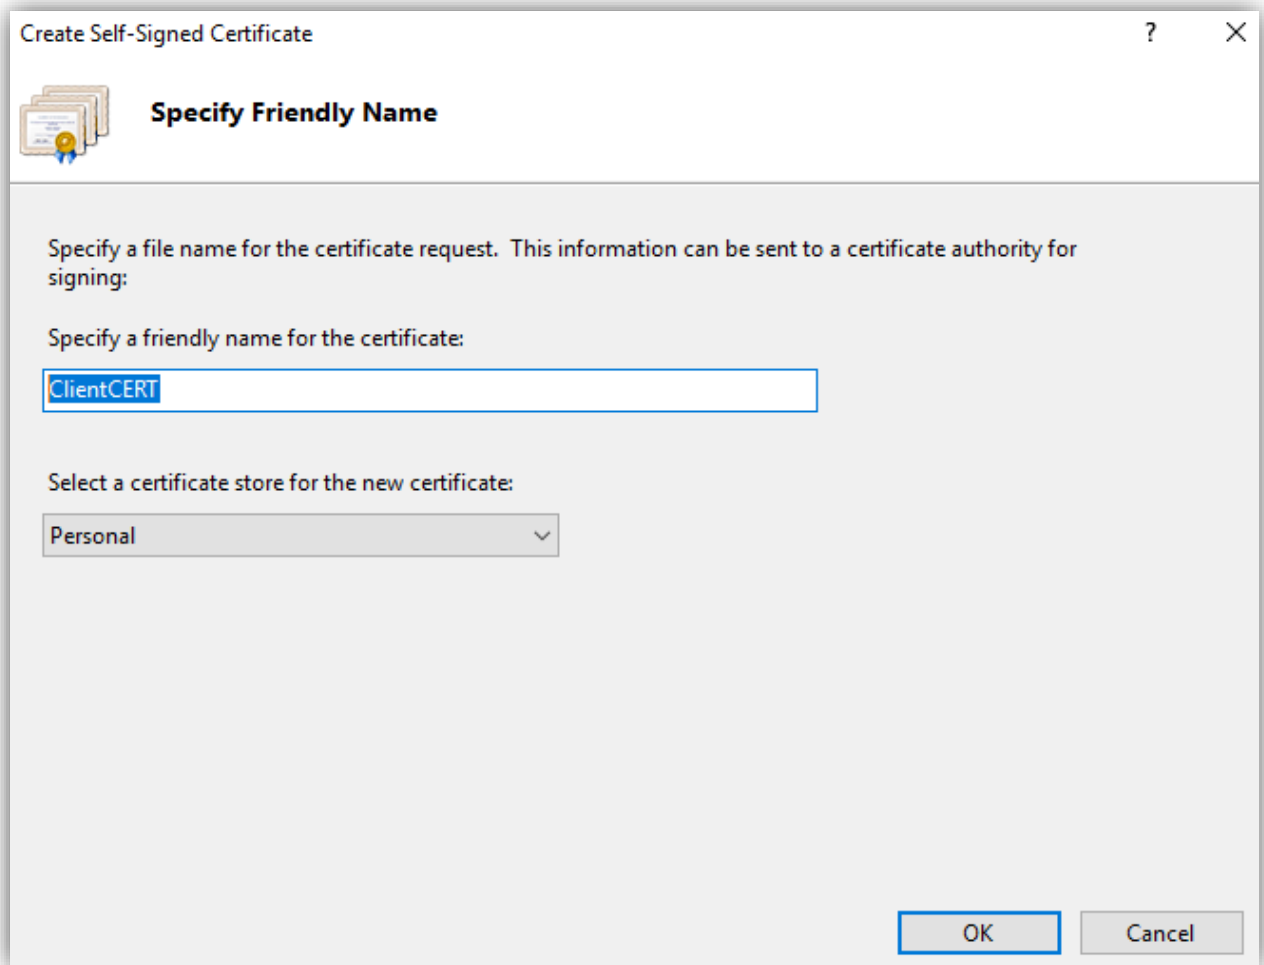 Create Self-Signed Certificate
?
Specify Friendly Name
Specify a file name for the certificate request.  This information can be sent to a certificate authority for
signing:
Specify a friendly name for the certificate:
ClientCERT
Select a certificate store for the new certificate:
Personal
OK
Cancel